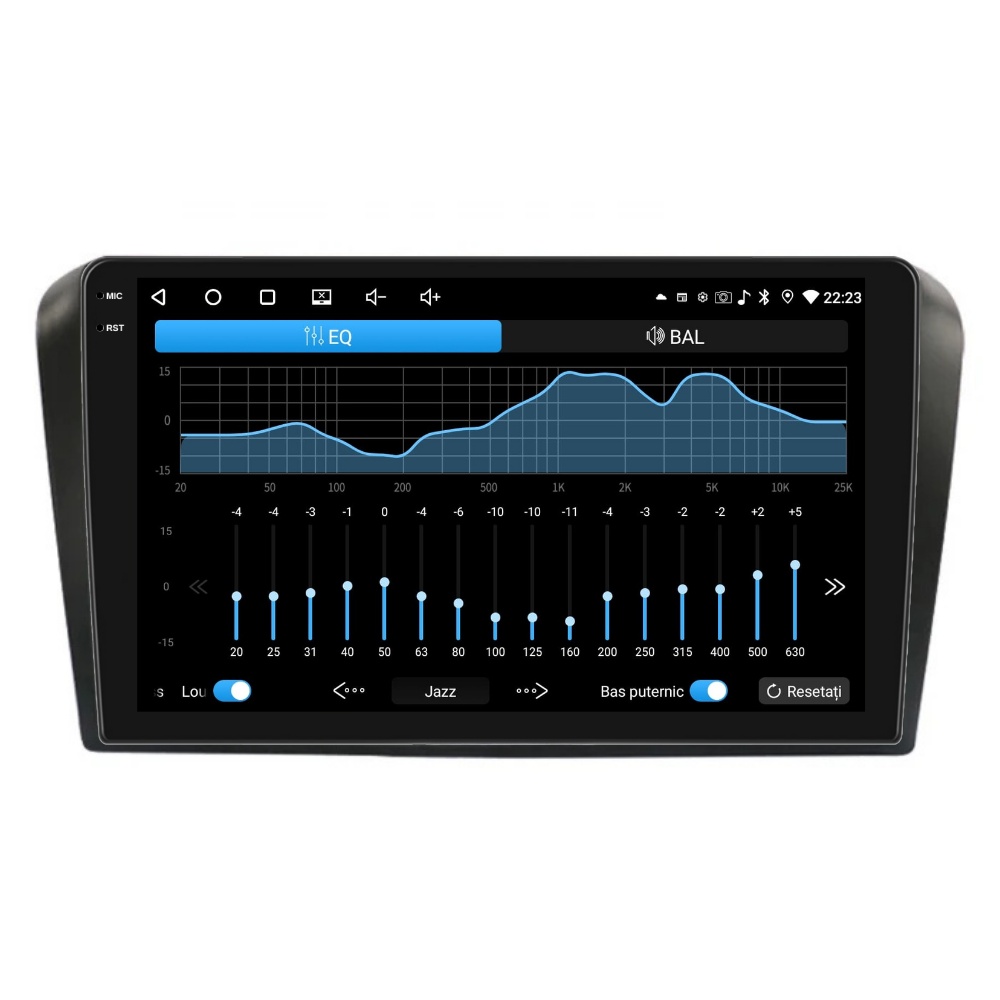 MIC
22:23
RST
EQ
BAL
15
0
-15
20 50 100 200 500 1K 2K 5K 10K 25K
-4 -4 -3 -1 0 -4 -6 -10 -10 -11 -4 -3 -2 -2 +2 +5
15
0
-15
20 25 31 40 50 63 80 100 125 160 200 250 315 400 500 630
s Lou Jazz Bas puternic Resetați